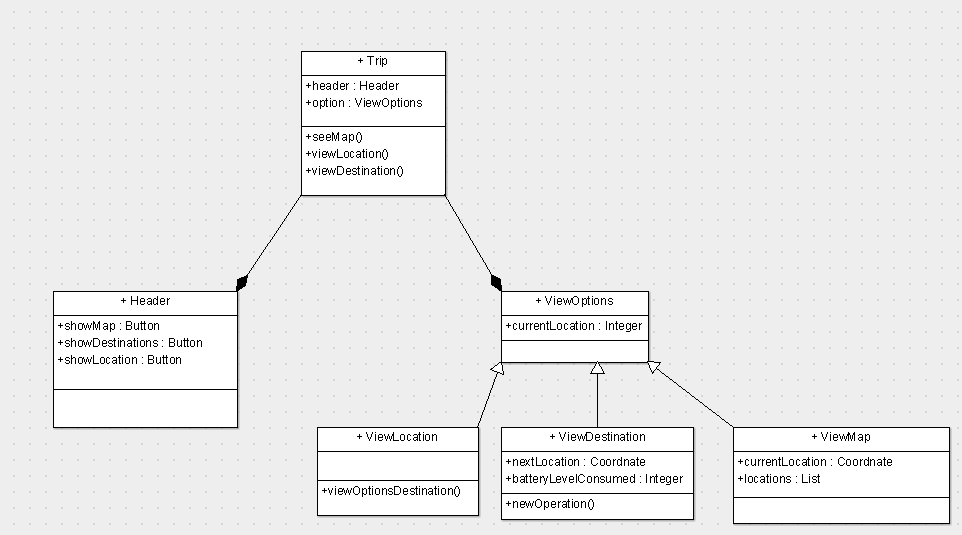 + Trip
+header : Header
+option : ViewOptions
+seeMap()
+viewLocation()
+viewDestination()
+ Header
+showMap : Button
+showDestinations : Button
+showLocation : Button
+ ViewOptions
+currentLocation : Integer
+ ViewLocation
+viewOptionsDestination()
+ ViewDestination
+nextLocation : Coordnate
+batteryLevelConsumed : Integer
+newOperation()
+ ViewMap
+currentLocation : Coordnate
+locations : List